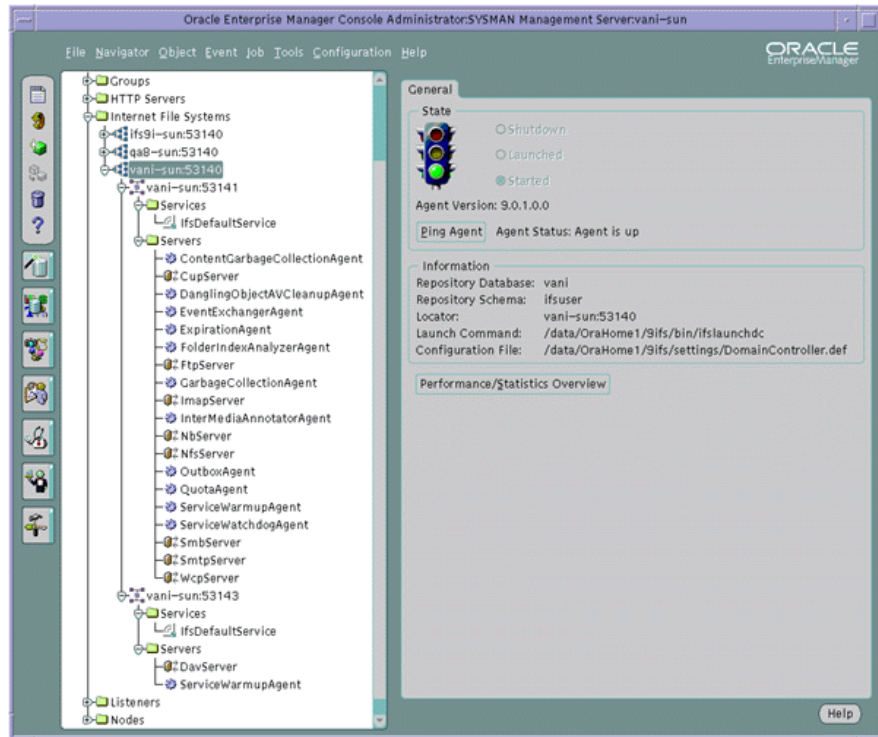 Oracle Enterprise Manager Console Administrator:SYSMAN Management Server:vani-sun
File Navigator Object Event Job Tools Configuration Help
ORACLE
EnterpriseManager
Groups
HTTP Servers
Internet File Systems
ifs9i-sun:53140
qa8-sun:53140
vani-sun:53140
vani-sun:53141
Services
IfsDefaultService
Servers
ContentGarbageCollectionAgent
CupServer
DanglingObjectAVCleanupAgent
EventExchangerAgent
ExpirationAgent
FolderIndexAnalyzerAgent
FtpServer
GarbageCollectionAgent
ImapServer
InterMediaAnnotatorAgent
NbServer
NfsServer
OutboxAgent
QuotaAgent
ServiceWarmupAgent
ServiceWatchdogAgent
SmbServer
SmtpServer
WcpServer
vani-sun:53143
Services
IfsDefaultService
Servers
DavServer
ServiceWarmupAgent
Listeners
Nodes
General
State
Shutdown
Launched
Started
Agent Version: 9.0.1.0.0
Ping Agent Agent Status: Agent is up
Information
Repository Database: vani
Repository Schema: ifsuser
Locator: vani-sun:53140
Launch Command: /data/OraHome1/9ifs/bin/ifslaunchdc
Configuration File: /data/OraHome1/9ifs/settings/DomainController.def
Performance/Statistics Overview
Help